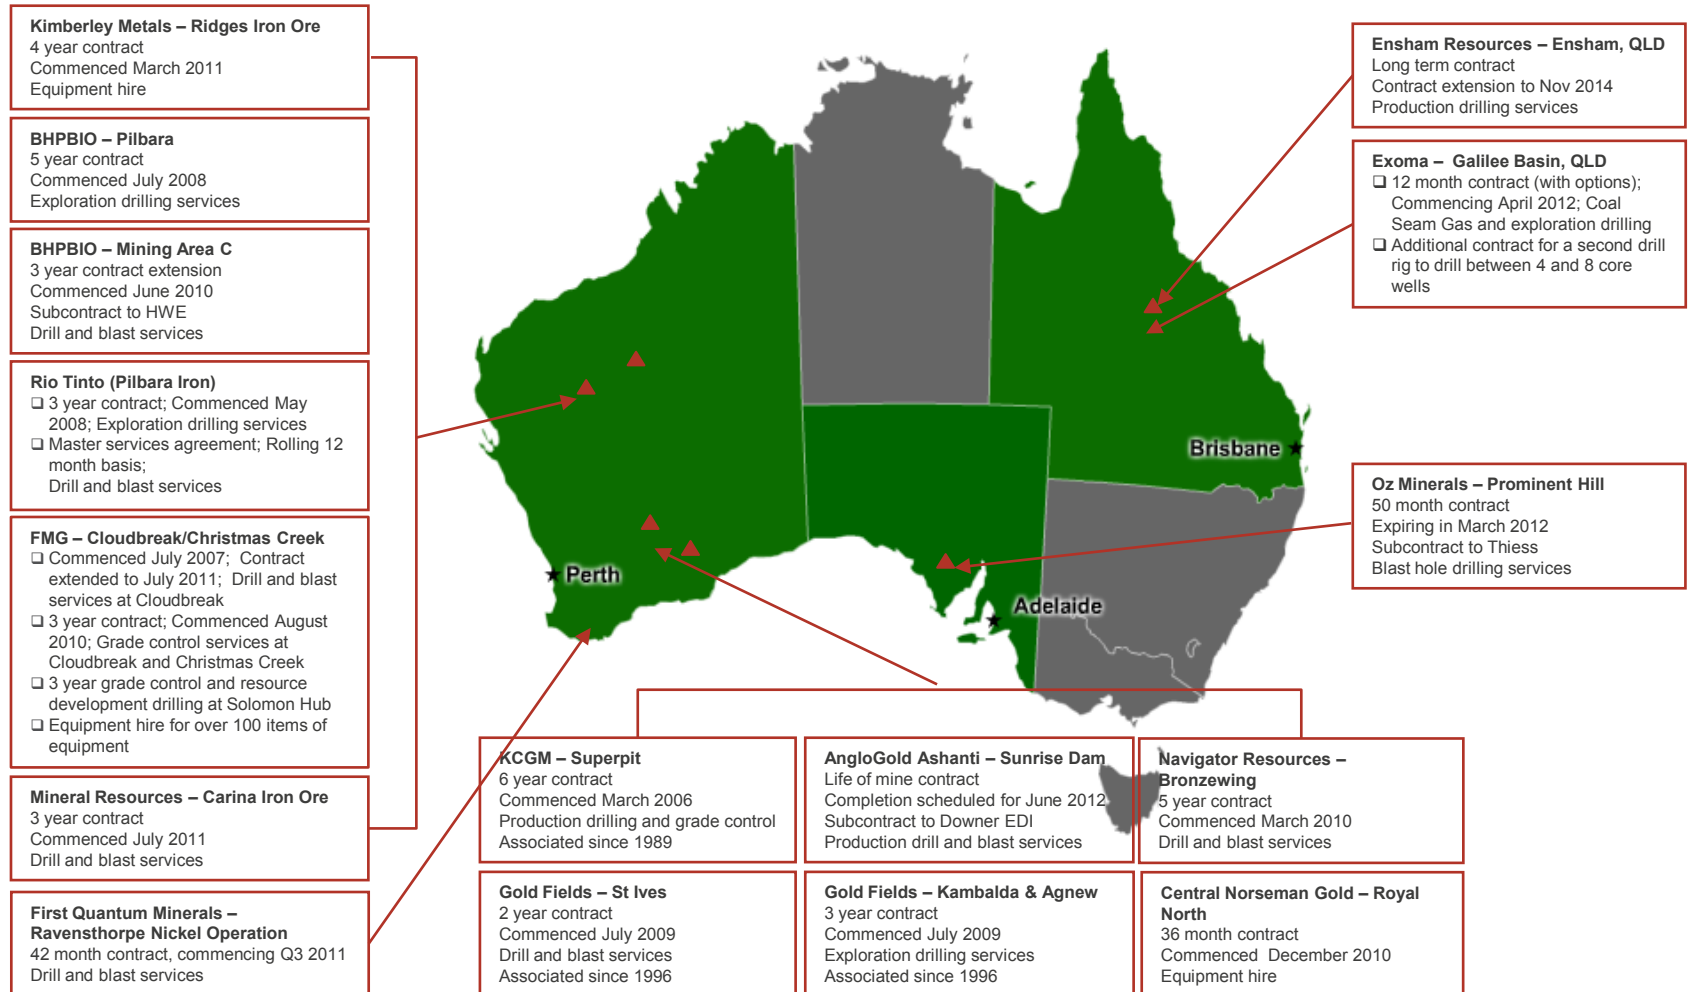 Kimberley Metals – Ridges Iron Ore
4 year contract
Commenced March 2011
Equipment hire
BHPBIO – Pilbara
5 year contract
Commenced July 2008
Exploration drilling services
BHPBIO – Mining Area C
3 year contract extension
Commenced June 2010
Subcontract to HWE
Drill and blast services
Rio Tinto (Pilbara Iron)
❑ 3 year contract; Commenced May
2008; Exploration drilling services
❑ Master services agreement; Rolling 12
month basis;
Drill and blast services
FMG – Cloudbreak/Christmas Creek
❑ Commenced July 2007; Contract
extended to July 2011; Drill and blast
services at Cloudbreak
❑ 3 year contract; Commenced August
2010; Grade control services at
Cloudbreak and Christmas Creek
❑ 3 year grade control and resource
development drilling at Solomon Hub
❑ Equipment hire for over 100 items of
equipment
Mineral Resources – Carina Iron Ore
3 year contract
Commenced July 2011
Drill and blast services
First Quantum Minerals –
Ravensthorpe Nickel Operation
42 month contract, commencing Q3 2011
Drill and blast services
Perth
Adelaide
Brisbane
Ensham Resources – Ensham, QLD
Long term contract
Contract extension to Nov 2014
Production drilling services
Exoma – Galilee Basin, QLD
❑ 12 month contract (with options);
Commencing April 2012; Coal
Seam Gas and exploration drilling
❑ Additional contract for a second drill
rig to drill between 4 and 8 core
wells
Oz Minerals – Prominent Hill
50 month contract
Expiring in March 2012
Subcontract to Thiess
Blast hole drilling services
KCGM – Superpit
6 year contract
Commenced March 2006
Production drilling and grade control
Associated since 1989
AngloGold Ashanti – Sunrise Dam
Life of mine contract
Completion scheduled for June 2012
Subcontract to Downer EDI
Production drill and blast services
Navigator Resources –
Bronzewing
5 year contract
Commenced March 2010
Drill and blast services
Gold Fields – St Ives
2 year contract
Commenced July 2009
Drill and blast services
Associated since 1996
Gold Fields – Kambalda & Agnew
3 year contract
Commenced July 2009
Exploration drilling services
Associated since 1996
Central Norseman Gold – Royal
North
36 month contract
Commenced December 2010
Equipment hire